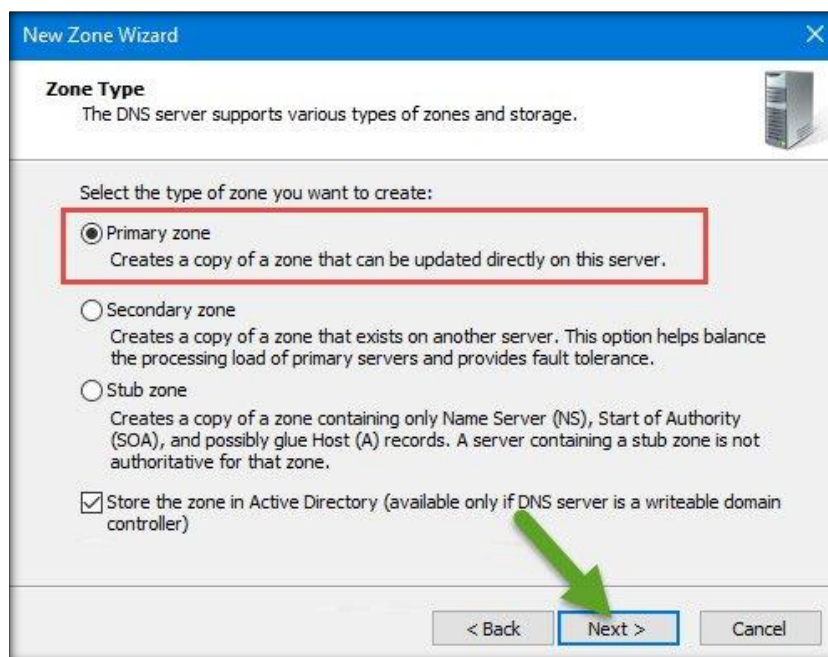 New Zone Wizard
Zone Type
The DNS server supports various types of zones and storage.
Select the type of zone you want to create:
Primary zone
Creates a copy of a zone that can be updated directly on this server.
Secondary zone
Creates a copy of a zone that exists on another server. This option helps balance
the processing load of primary servers and provides fault tolerance.
Stub zone
Creates a copy of a zone containing only Name Server (NS), Start of Authority
(SOA), and possibly glue Host (A) records. A server containing a stub zone is not
authoritative for that zone.
Store the zone in Active Directory (available only if DNS server is a writeable domain
controller)
< Back Next > Cancel